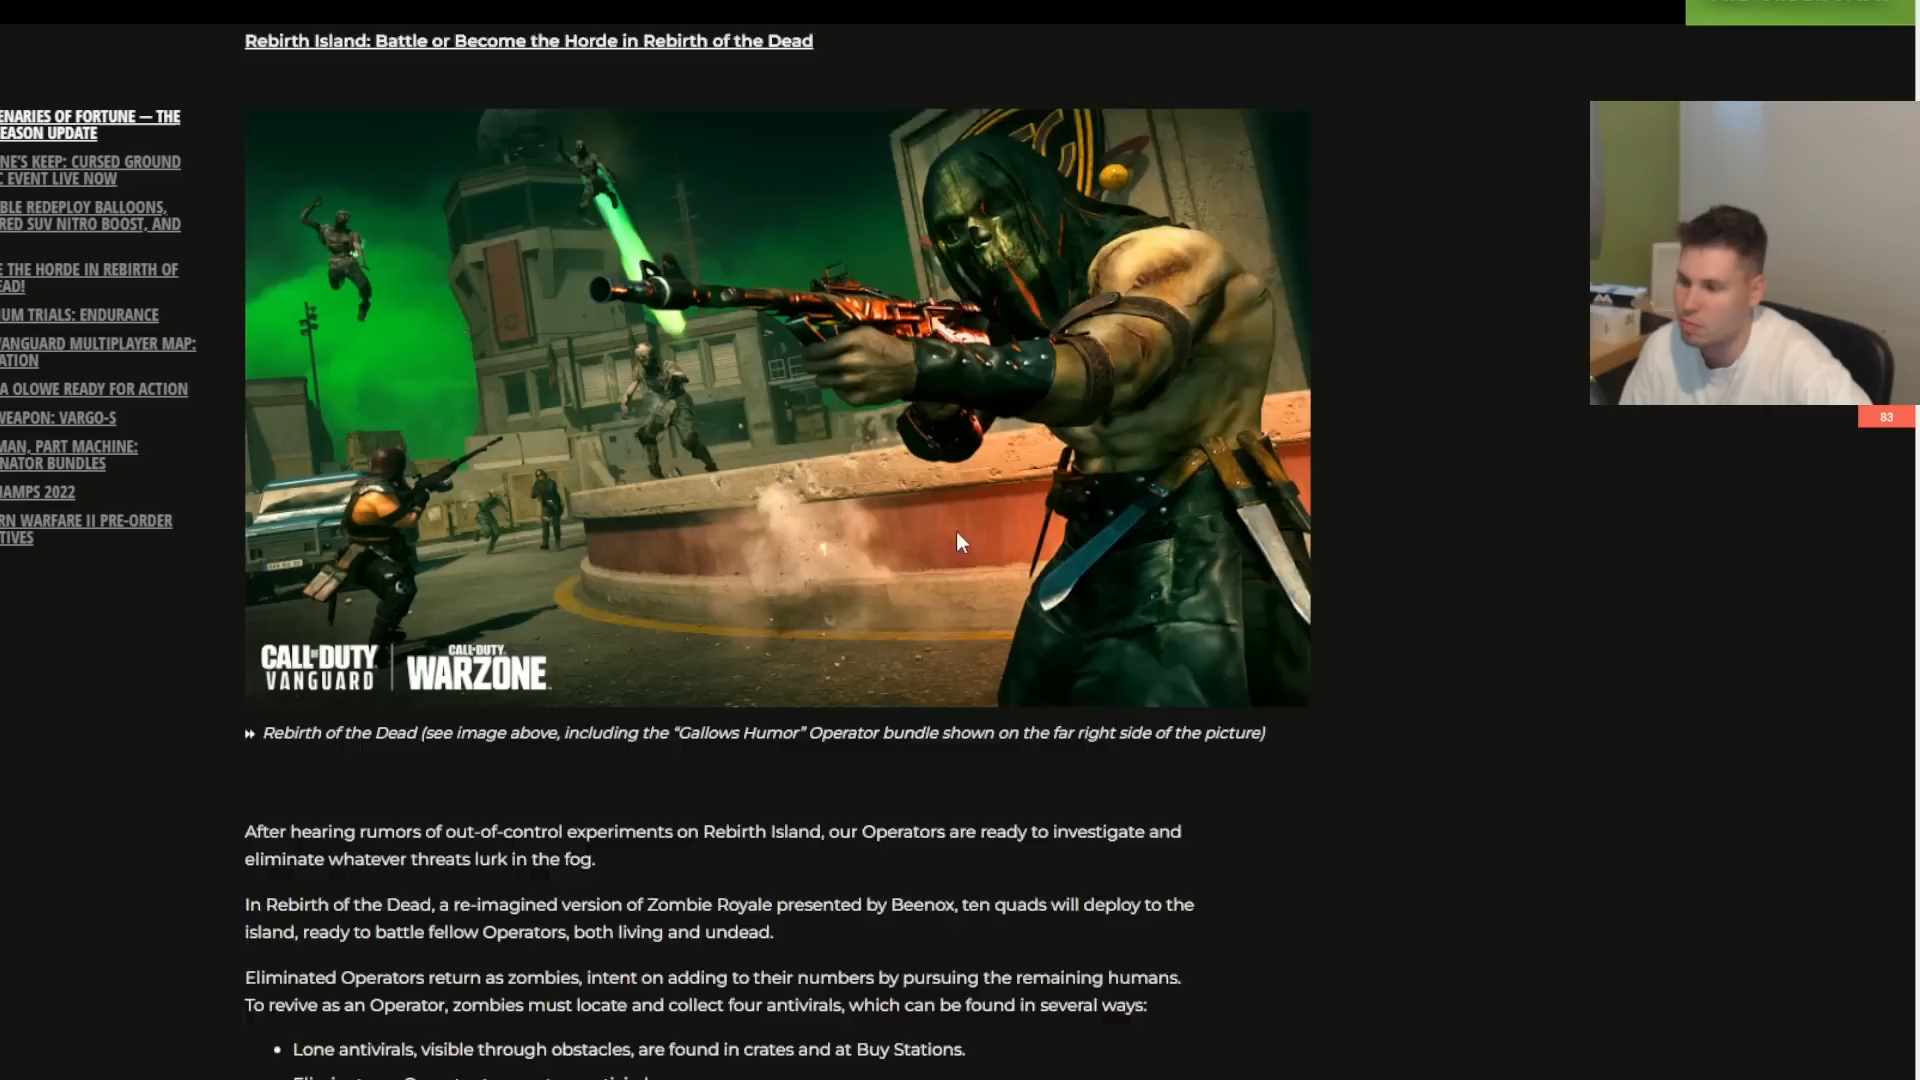 Rebirth Island: Battle or Become the Horde in Rebirth of the Dead
ENARIES OF FORTUNE — THE
EASON UPDATE
NE'S KEEP: CURSED GROUND
C EVENT LIVE NOW
BLE REDEPLOY BALLOONS,
RED SUV NITRO BOOST, AND
E THE HORDE IN REBIRTH OF
EAD!
UM TRIALS: ENDURANCE
VANGUARD MULTIPLAYER MAP:
ATION
A OLOWE READY FOR ACTION
WEAPON: VARGO-S
MAN, PART MACHINE:
NATOR BUNDLES
HAMPS 2022
RN WARFARE II PRE-ORDER
TIVES
83
CALL OF DUTY VANGUARD | CALL OF DUTY WARZONE
Rebirth of the Dead (see image above, including the “Gallows Humor” Operator bundle shown on the far right side of the picture)
After hearing rumors of out-of-control experiments on Rebirth Island, our Operators are ready to investigate and
eliminate whatever threats lurk in the fog.
In Rebirth of the Dead, a re-imagined version of Zombie Royale presented by Beenox, ten quads will deploy to the
island, ready to battle fellow Operators, both living and undead.
Eliminated Operators return as zombies, intent on adding to their numbers by pursuing the remaining humans.
To revive as an Operator, zombies must locate and collect four antivirals, which can be found in several ways:
• Lone antivirals, visible through obstacles, are found in crates and at Buy Stations.